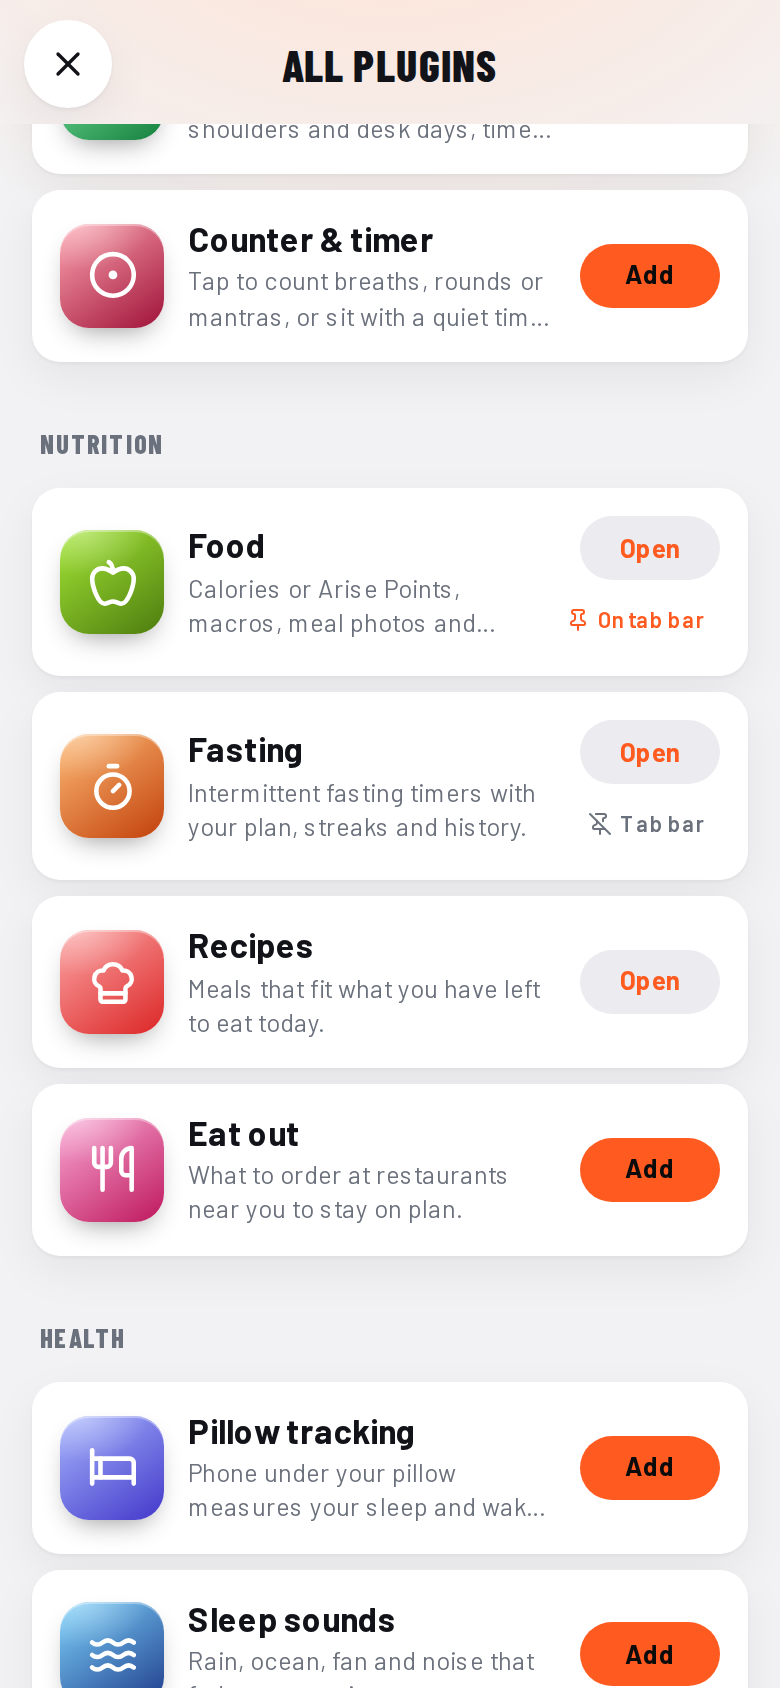 ALL PLUGINS
shoulders and desk days, time...
Counter & timer
Tap to count breaths, rounds or
mantras, or sit with a quiet tim...
Add
NUTRITION
Food
Calories or Arise Points,
macros, meal photos and...
Open
On tab bar
Fasting
Intermittent fasting timers with
your plan, streaks and history.
Open
Tab bar
Recipes
Meals that fit what you have left
to eat today.
Open
Eat out
What to order at restaurants
near you to stay on plan.
Add
HEALTH
Pillow tracking
Phone under your pillow
measures your sleep and wak...
Add
Sleep sounds
Rain, ocean, fan and noise that
Add